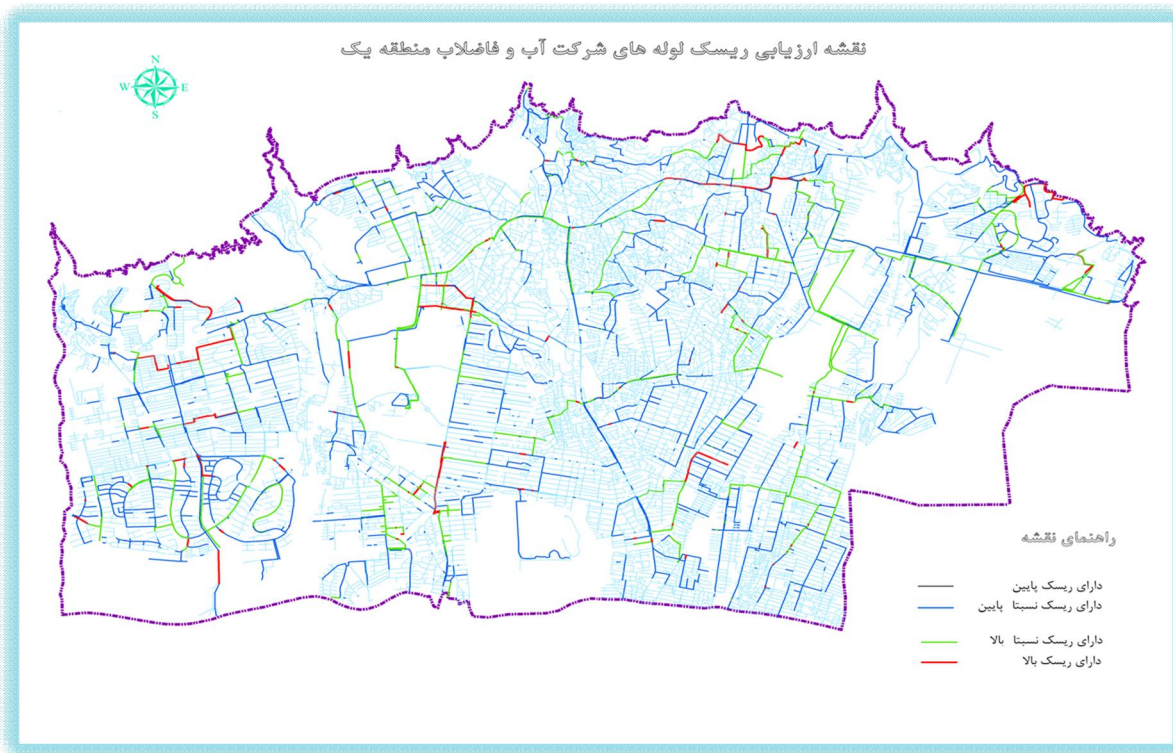 نقشه ارزیابی ریسک لوله های شرکت آب و فاضلاب منطقه یک
N
W E
S
راهنمای نقشه
دارای ریسک پایین
دارای ریسک نسبتا پایین
دارای ریسک نسبتا بالا
دارای ریسک بالا